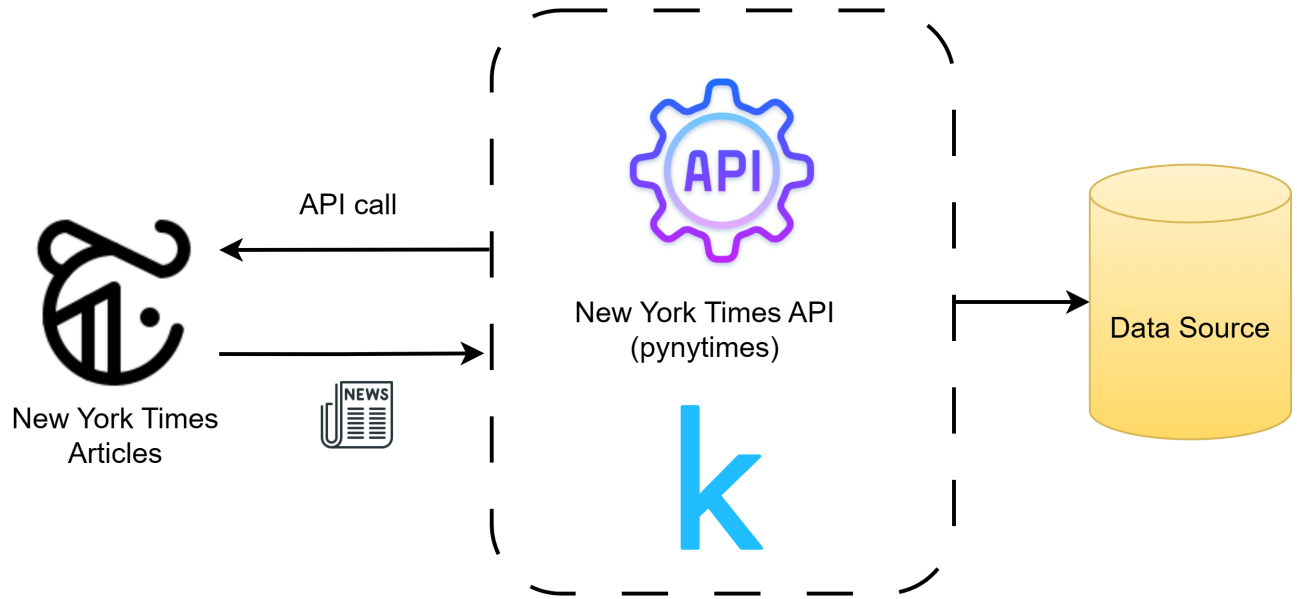 API call
NEWS
New York Times
Articles
API
New York Times API
(pynytimes)
k
Data Source